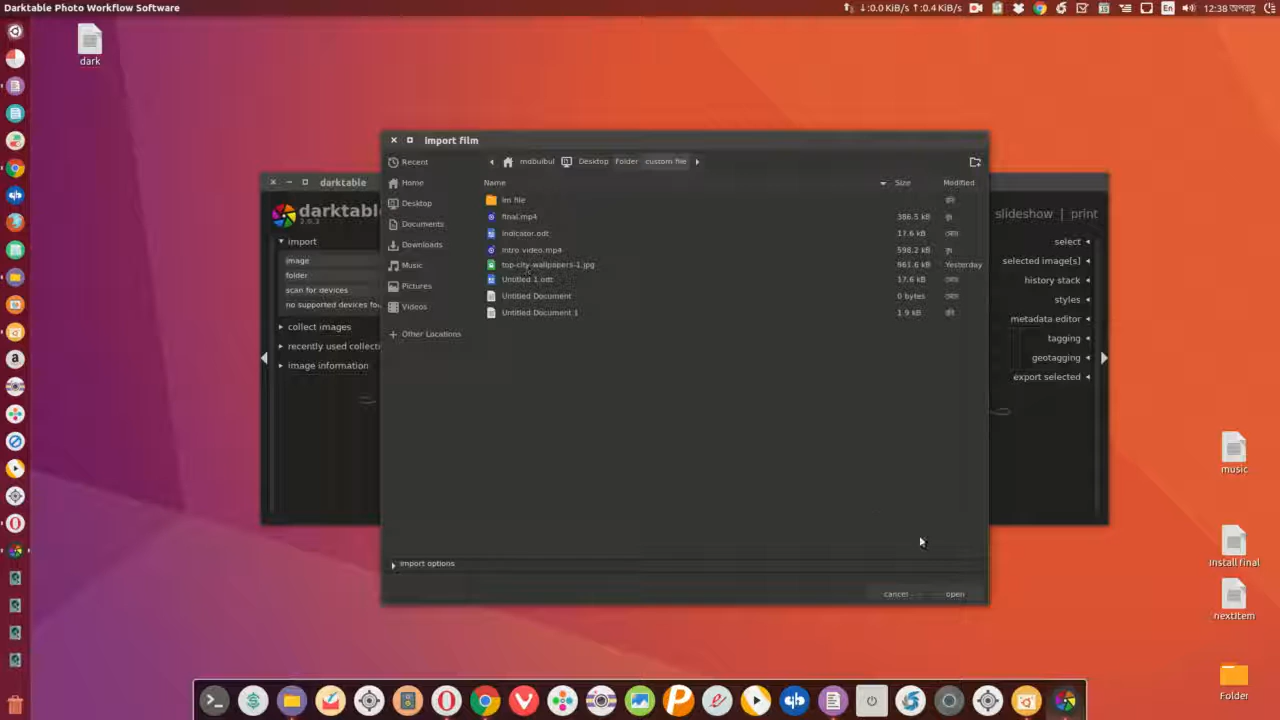 Darktable Photo Workflow Software
↓:0.0 KiB/s ↑:0.4 KiB/s
En
12:38 অপরাহ্ণ
dark
import film
Recent
mdbulbul Desktop Folder custom file
darktable
Home
Name Size Modified
Desktop
im file
final.mp4 386.5 kB
Documents
indicator.odt 17.6 kB
Downloads
intro video.mp4 598.2 kB
Music
top-city-wallpapers-1.jpg 861.6 kB Yesterday
Pictures
Untitled 1.odt 17.6 kB
Untitled Document 0 bytes
Videos
Untitled Document 1 1.9 kB
Other Locations
import options
cancel open
import
image
folder
scan for devices
no supported devices fo
collect images
recently used collecti
image information
slideshow | print
select
selected image[s]
history stack
styles
metadata editor
tagging
geotagging
export selected
music
install final
nextitem
Folder